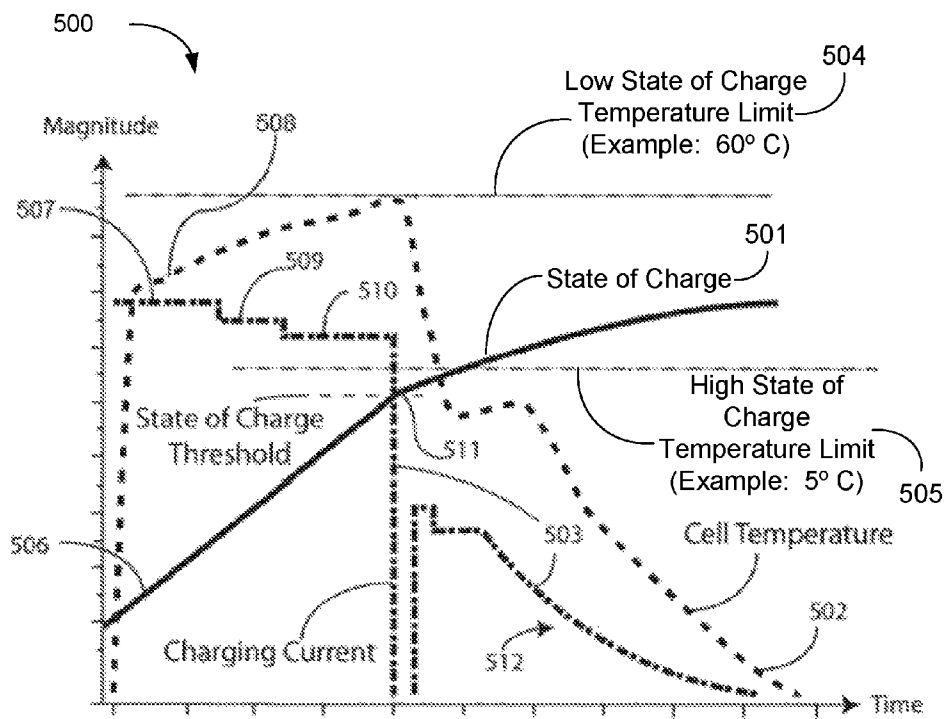 500
504
Low State of Charge
Temperature Limit
(Example: 60º C)
Magnitude
508
507
501
509
State of Charge
510
State of Charge
Threshold
511
High State of
Charge
Temperature Limit
(Example: 5º C)
505
506
503
Cell Temperature
Charging Current
512
502
Time